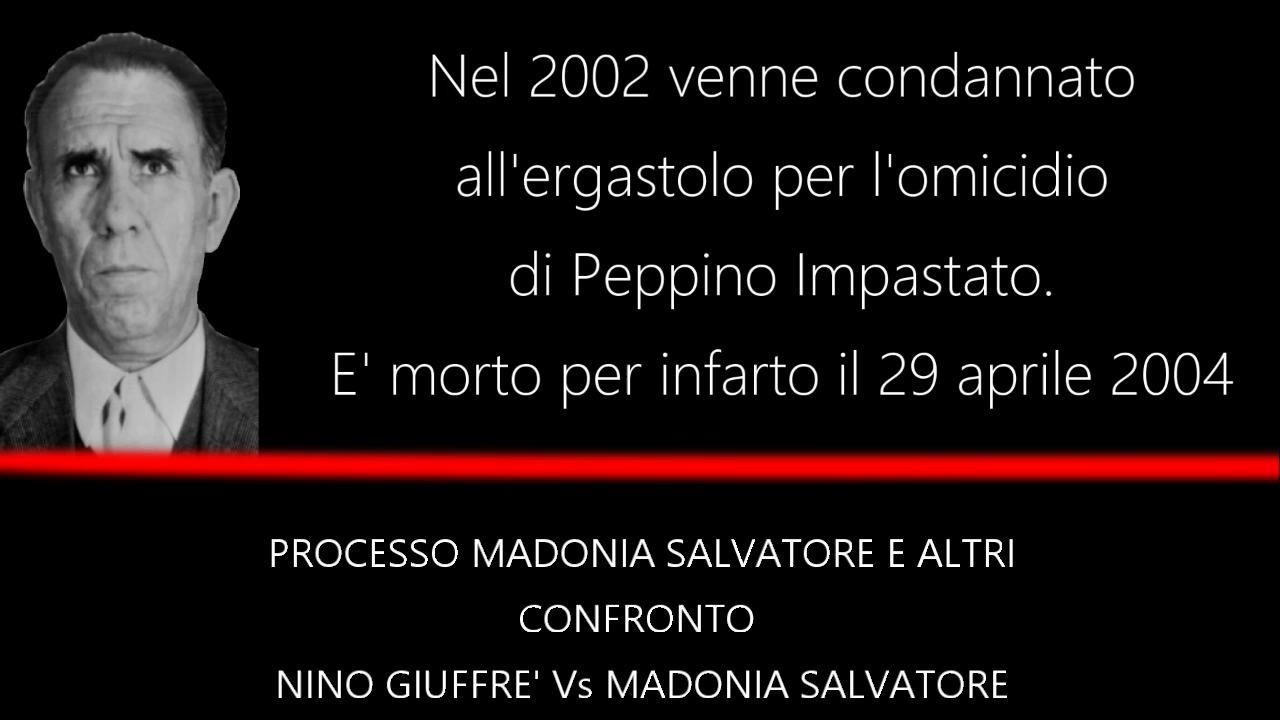 Nel 2002 venne condannato
all'ergastolo per l'omicidio
di Peppino Impastato.
E' morto per infarto il 29 aprile 2004
PROCESSO MADONIA SALVATORE E ALTRI
CONFRONTO
NINO GIUFFRE' Vs MADONIA SALVATORE